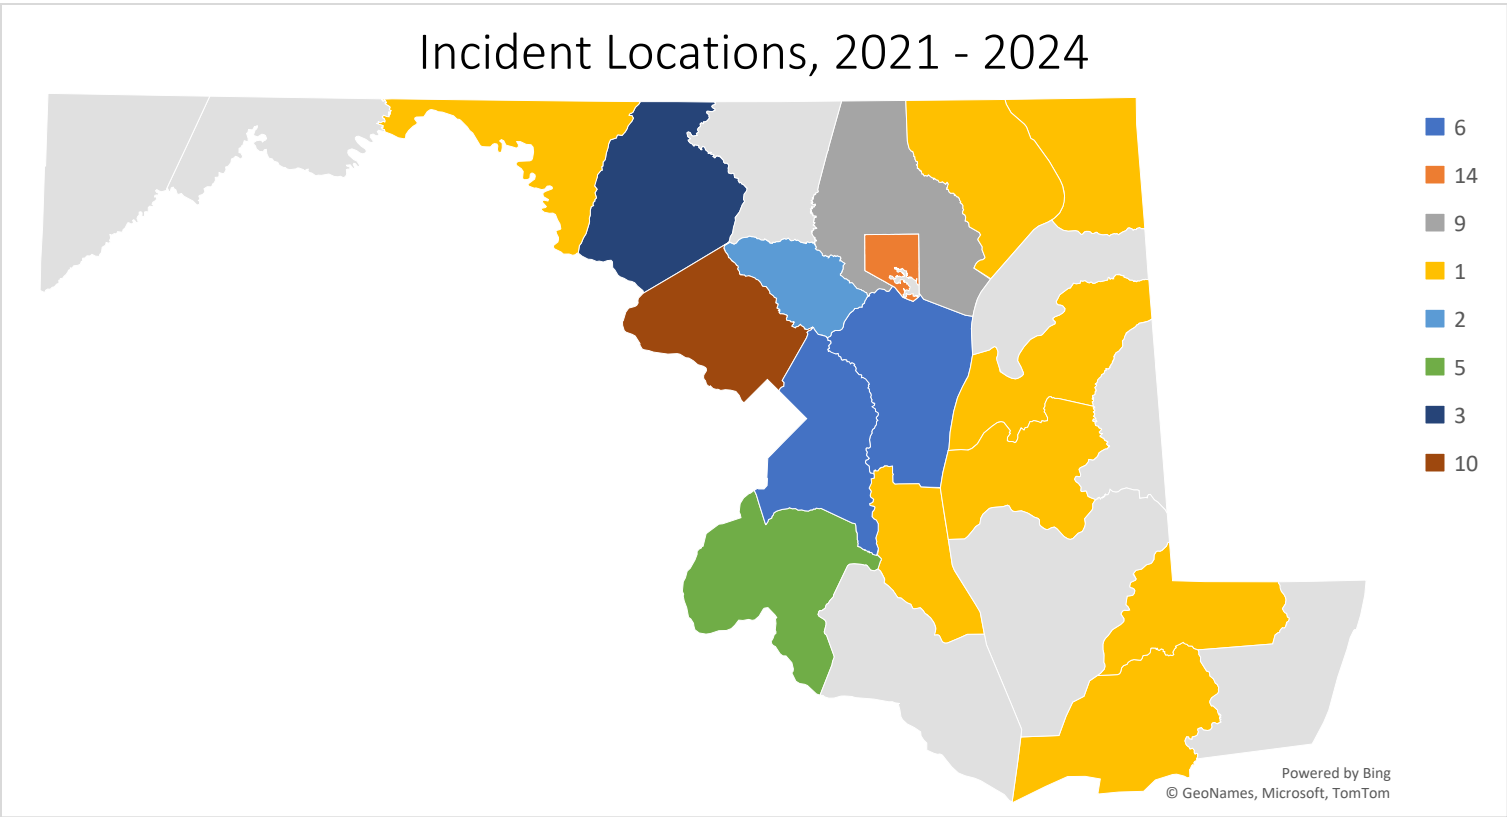 Incident Locations, 2021 - 2024
6
14
9
1
2
5
3
10
Powered by Bing
© GeoNames, Microsoft, TomTom